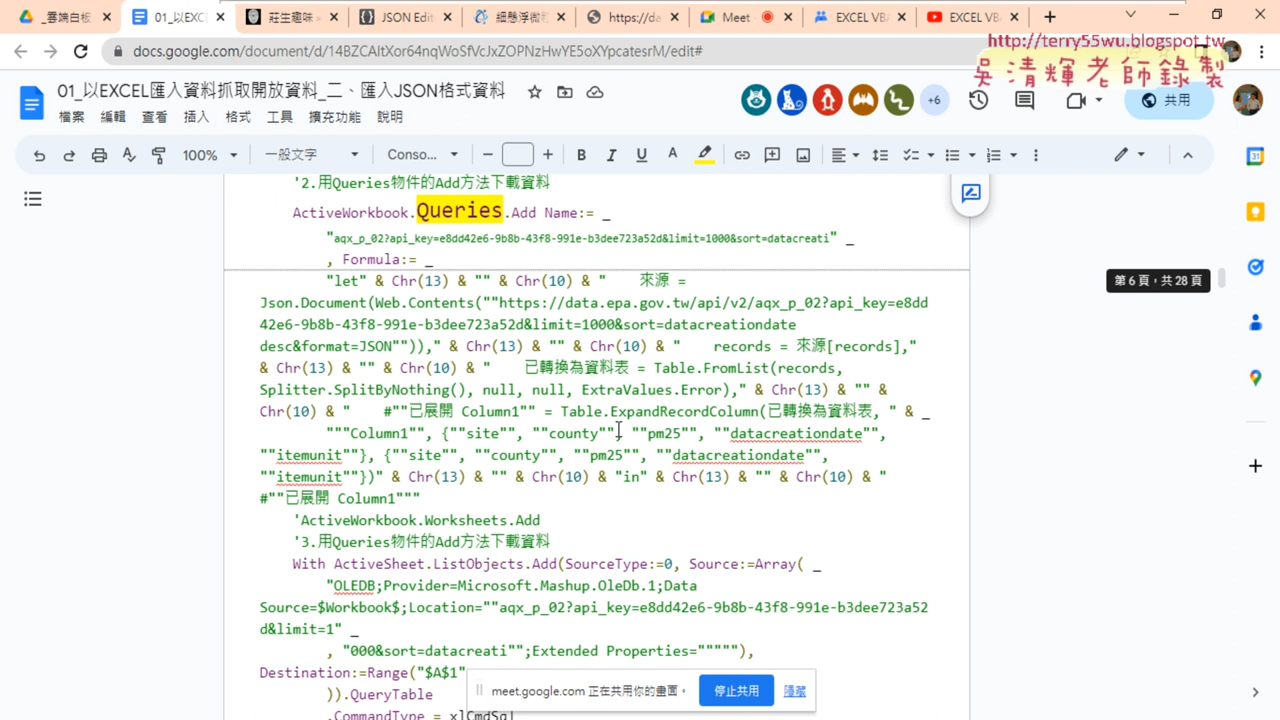 _雲端白板
01_以EXC
莊生趣味
JSON Edit
細懸浮微粒
https://da
Meet
EXCEL VBA
EXCEL VBA
docs.google.com/document/d/14BZCAltXor64nqWoSfVcJxZOPNzHwYE5oXYpcatesrM/edit#
http://terry55wu.blogspot.tw
吳清輝老師錄製
01_以EXCEL匯入資料抓取開放資料_二、匯入JSON格式資料
+6
共用
檔案 編輯 查看 插入 格式 工具 擴充功能 說明
100% 一般文字 Conso...
'2.用Queries物件的Add方法下載資料
ActiveWorkbook.Queries.Add Name:= _
"aqx_p_02?api_key=e8dd42e6-9b8b-43f8-991e-b3dee723a52d&limit=1000&sort=datacreati" _
, Formula:= _
"let" & Chr(13) & "" & Chr(10) & "    來源 =
Json.Document(Web.Contents(""https://data.epa.gov.tw/api/v2/aqx_p_02?api_key=e8dd
42e6-9b8b-43f8-991e-b3dee723a52d&limit=1000&sort=datacreationdate
desc&format=JSON""))," & Chr(13) & "" & Chr(10) & "    records = 來源[records],"
& Chr(13) & "" & Chr(10) & "    已轉換為資料表 = Table.FromList(records,
Splitter.SplitByNothing(), null, null, ExtraValues.Error)," & Chr(13) & "" &
Chr(10) & "    #""已展開 Column1"" = Table.ExpandRecordColumn(已轉換為資料表, " & _
"""Column1"", {""site"", ""county"", ""pm25"", ""datacreationdate"",
""itemunit""}, {""site"", ""county"", ""pm25"", ""datacreationdate"",
""itemunit""})" & Chr(13) & "" & Chr(10) & "in" & Chr(13) & "" & Chr(10) & "
#""已展開 Column1"""
'ActiveWorkbook.Worksheets.Add
'3.用Queries物件的Add方法下載資料
With ActiveSheet.ListObjects.Add(SourceType:=0, Source:=Array( _
"OLEDB;Provider=Microsoft.Mashup.OleDb.1;Data
Source=$Workbook$;Location=""aqx_p_02?api_key=e8dd42e6-9b8b-43f8-991e-b3dee723a52
d&limit=1" _
, "000&sort=datacreati"";Extended Properties="""""),
Destination:=Range("$A$1"
)).QueryTable
.CommandType = xlCmdSql
第 6 頁，共 28 頁
meet.google.com 正在共用你的畫面。
停止共用
隱藏